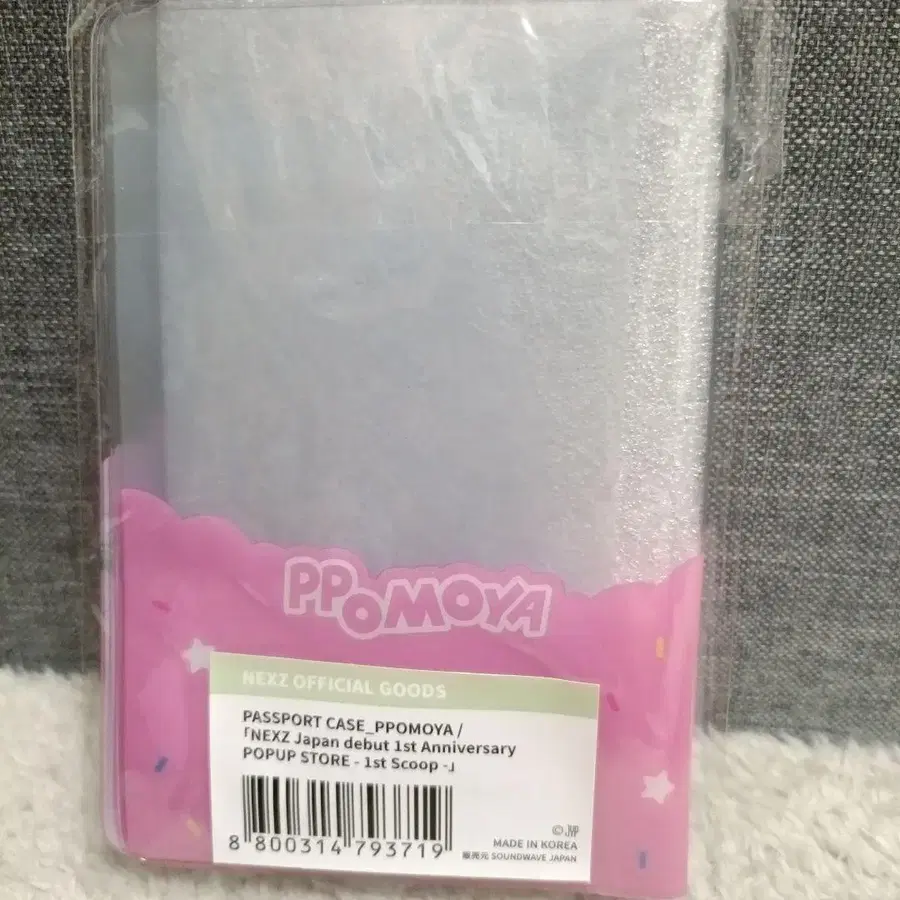 PPOMOYA
NEXZ OFFICIAL GOODS
PASSPORT CASE_PPOMOYA /
「NEXZ Japan debut 1st Anniversary
POPUP STORE - 1st Scoop -」
8 800314 793719
© JYP
MADE IN KOREA
販売元 SOUNDWAVE JAPAN